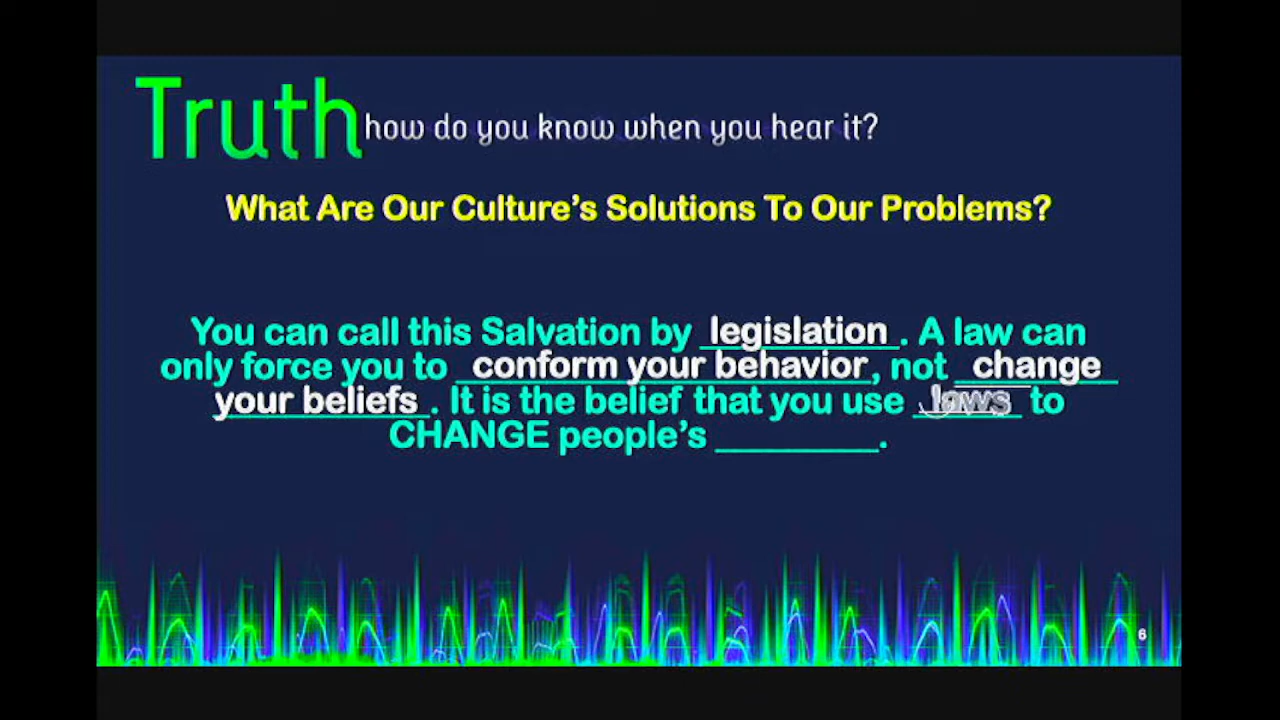 Truth how do you know when you hear it?
What Are Our Culture's Solutions To Our Problems?
You can call this Salvation by legislation. A law can
only force you to conform your behavior, not change
your beliefs. It is the belief that you use laws to
CHANGE people's _________.
6